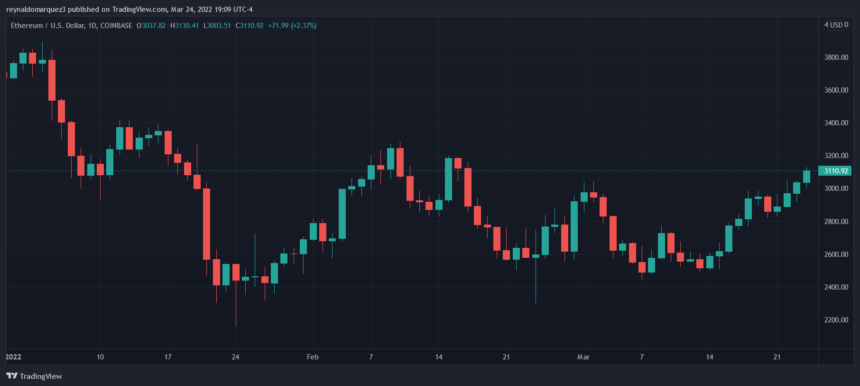 reynaldomarquez3 published on TradingView.com, Mar 24, 2022 19:09 UTC-4
Ethereum / U.S. Dollar, 1D, COINBASE O3037.82 H3130.41 L3003.51 C3110.92 +71.99 (+2.37%)
4 USD 0
3800.00
3600.00
3400.00
3200.00
3110.92
3000.00
2800.00
2600.00
2400.00
2200.00
2022 10 17 24 Feb 7 14 21 Mar 7 14 21
TradingView